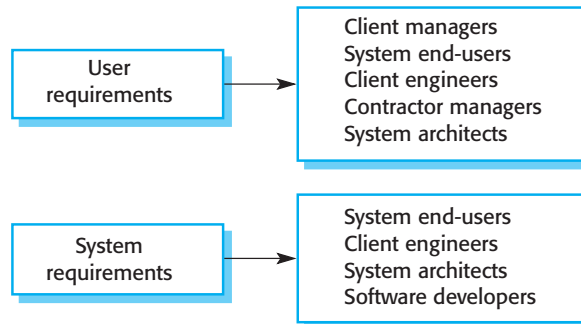 User
requirements
Client managers
System end-users
Client engineers
Contractor managers
System architects
System
requirements
System end-users
Client engineers
System architects
Software developers